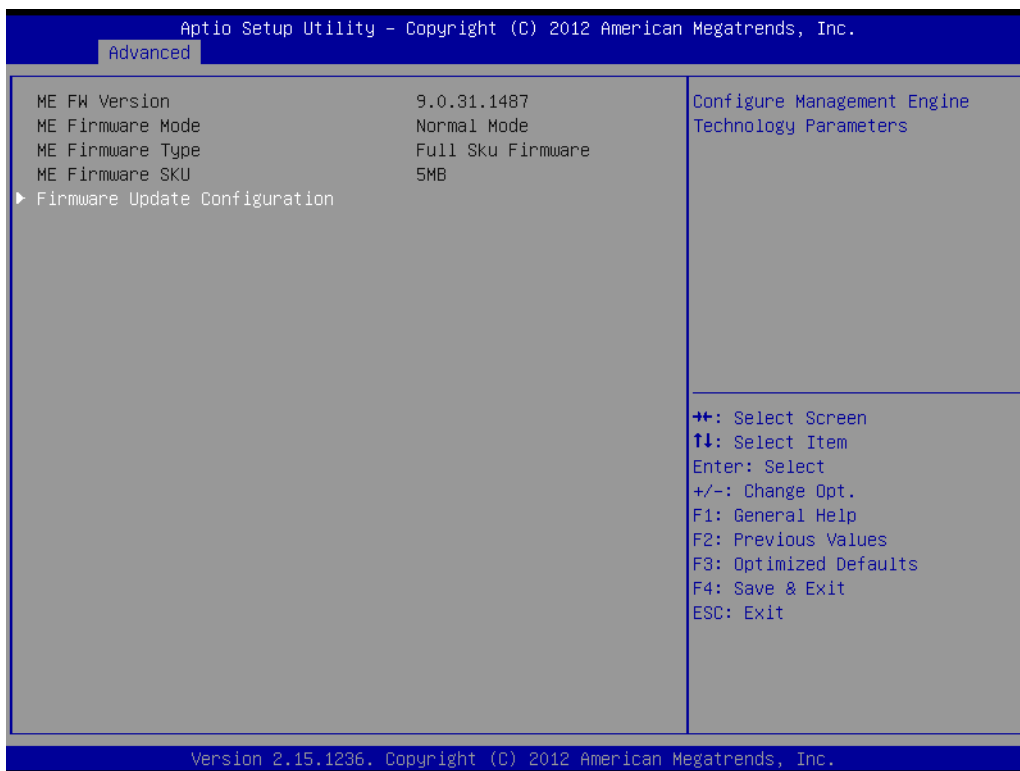 Aptio Setup Utility – Copyright (C) 2012 American Megatrends, Inc.
Advanced
ME FW Version 9.0.31.1487
ME Firmware Mode Normal Mode
ME Firmware Type Full Sku Firmware
ME Firmware SKU 5MB
▶ Firmware Update Configuration
Configure Management Engine
Technology Parameters
→←: Select Screen
↑↓: Select Item
Enter: Select
+/-: Change Opt.
F1: General Help
F2: Previous Values
F3: Optimized Defaults
F4: Save & Exit
ESC: Exit
Version 2.15.1236. Copyright (C) 2012 American Megatrends, Inc.